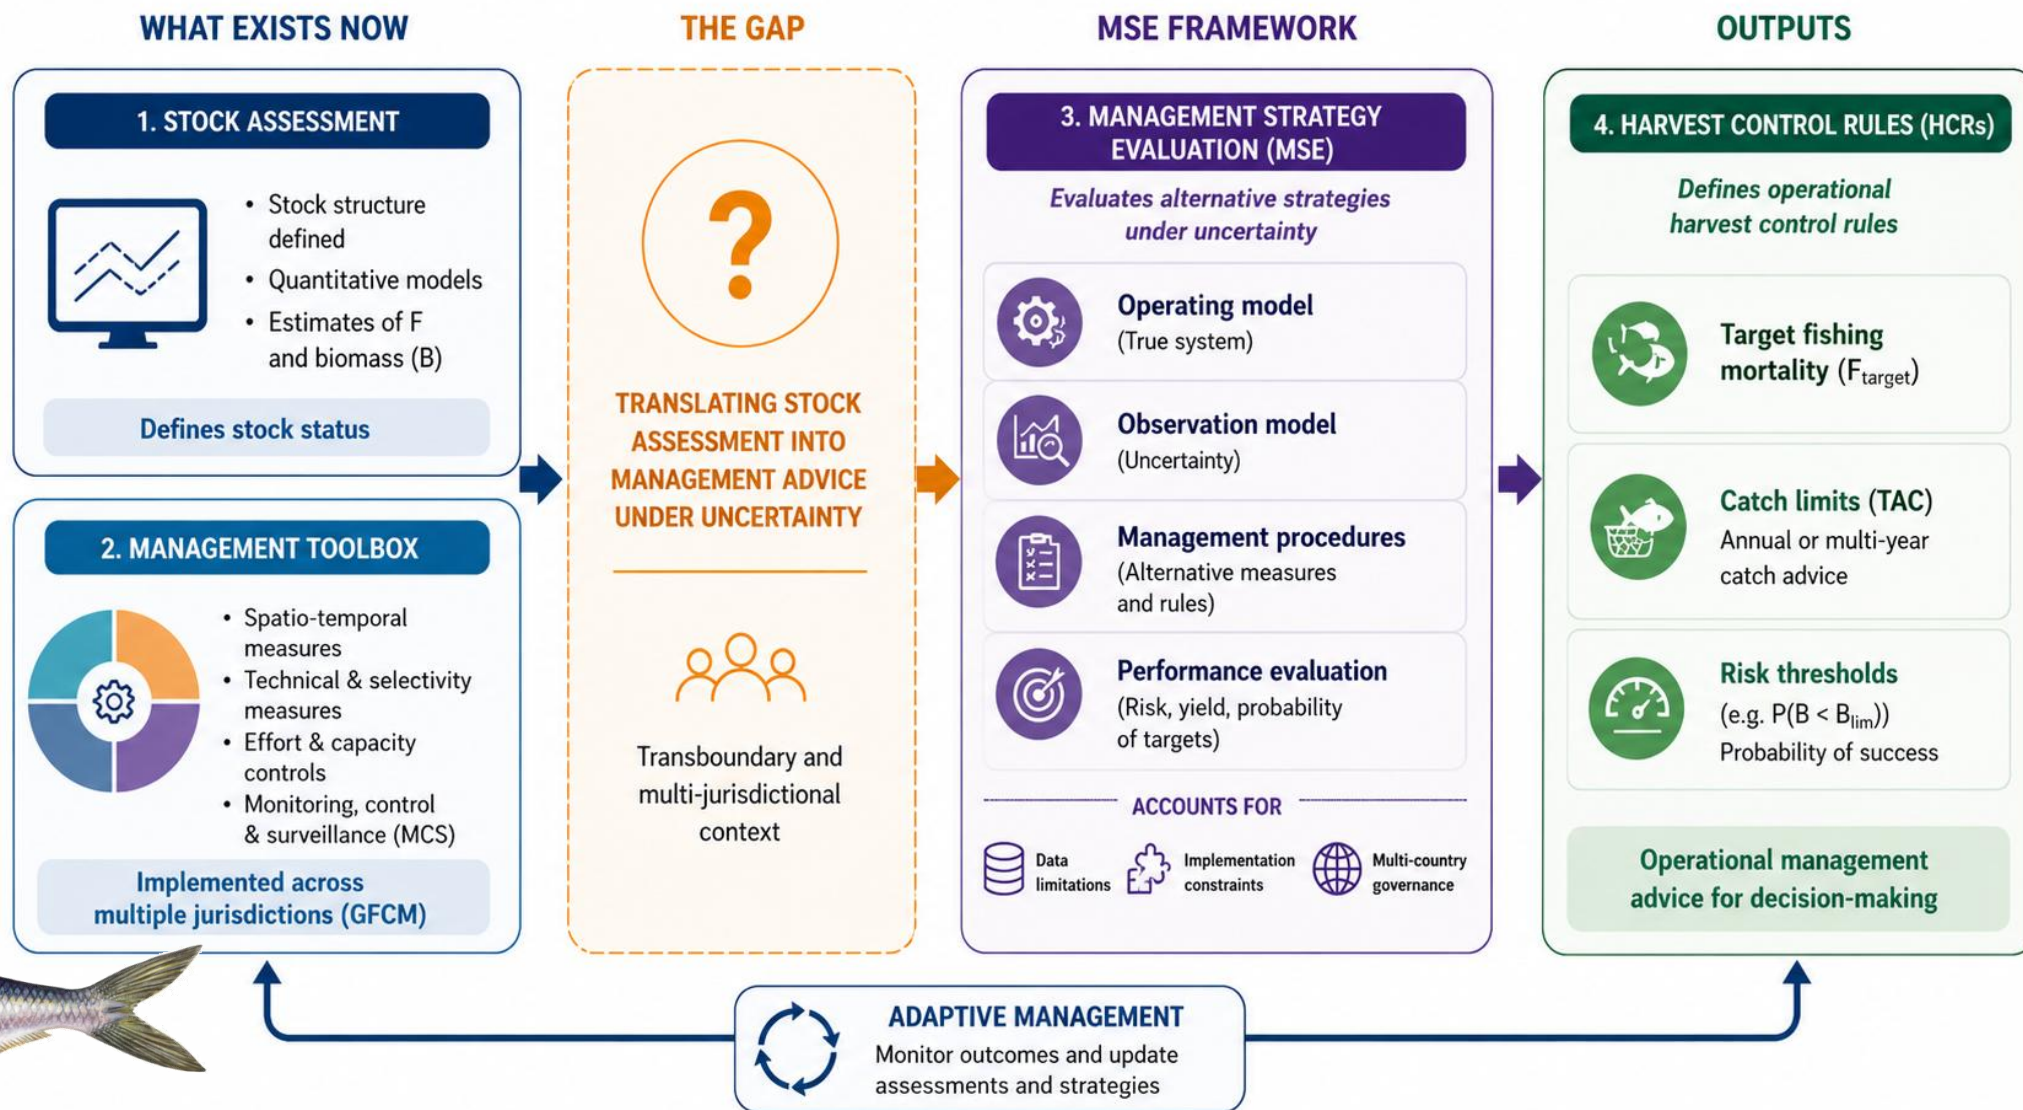 WHAT EXISTS NOW
1. STOCK ASSESSMENT
• Stock structure
defined
• Quantitative models
• Estimates of F
and biomass (B)
Defines stock status
2. MANAGEMENT TOOLBOX
• Spatio-temporal
measures
• Technical & selectivity
measures
• Effort & capacity
controls
• Monitoring, control
& surveillance (MCS)
Implemented across
multiple jurisdictions (GFCM)
THE GAP
?
TRANSLATING STOCK
ASSESSMENT INTO
MANAGEMENT ADVICE
UNDER UNCERTAINTY
Transboundary and
multi-jurisdictional
context
MSE FRAMEWORK
3. MANAGEMENT STRATEGY
EVALUATION (MSE)
Evaluates alternative strategies
under uncertainty
Operating model
(True system)
Observation model
(Uncertainty)
Management procedures
(Alternative measures
and rules)
Performance evaluation
(Risk, yield, probability
of targets)
ACCOUNTS FOR
Data
limitations
Implementation
constraints
Multi-country
governance
OUTPUTS
4. HARVEST CONTROL RULES (HCRs)
Defines operational
harvest control rules
Target fishing
mortality (Ftarget)
Catch limits (TAC)
Annual or multi-year
catch advice
Risk thresholds
(e.g. P(B < Blim))
Probability of success
Operational management
advice for decision-making
ADAPTIVE MANAGEMENT
Monitor outcomes and update
assessments and strategies